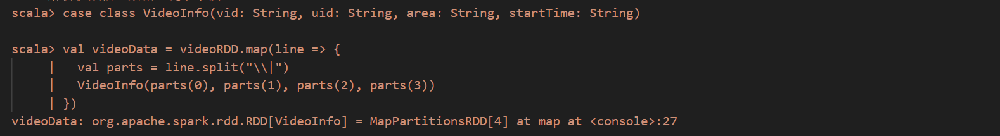 scala> case class VideoInfo(vid: String, uid: String, area: String, startTime: String)
scala> val videoData = videoRDD.map(line => {
     |   val parts = line.split("\\|")
     |   VideoInfo(parts(0), parts(1), parts(2), parts(3))
     | })
videoData: org.apache.spark.rdd.RDD[VideoInfo] = MapPartitionsRDD[4] at map at <console>:27